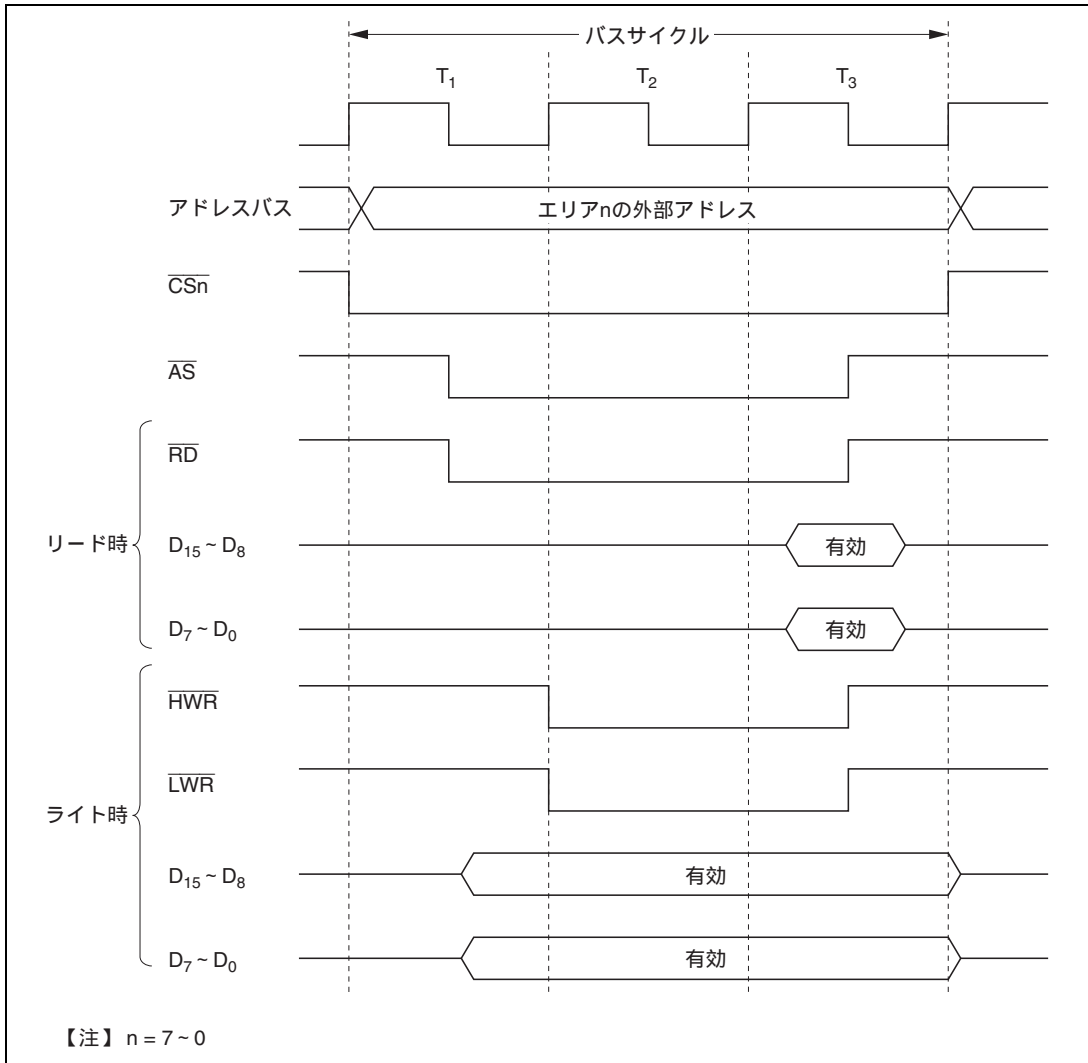 バスサイクル
T1 T2 T3
アドレスバス エリアnの外部アドレス
CSn
AS
リード時
RD
D15 ~ D8 有効
D7 ~ D0 有効
ライト時
HWR
LWR
D15 ~ D8 有効
D7 ~ D0 有効
【注】 n = 7 ~ 0